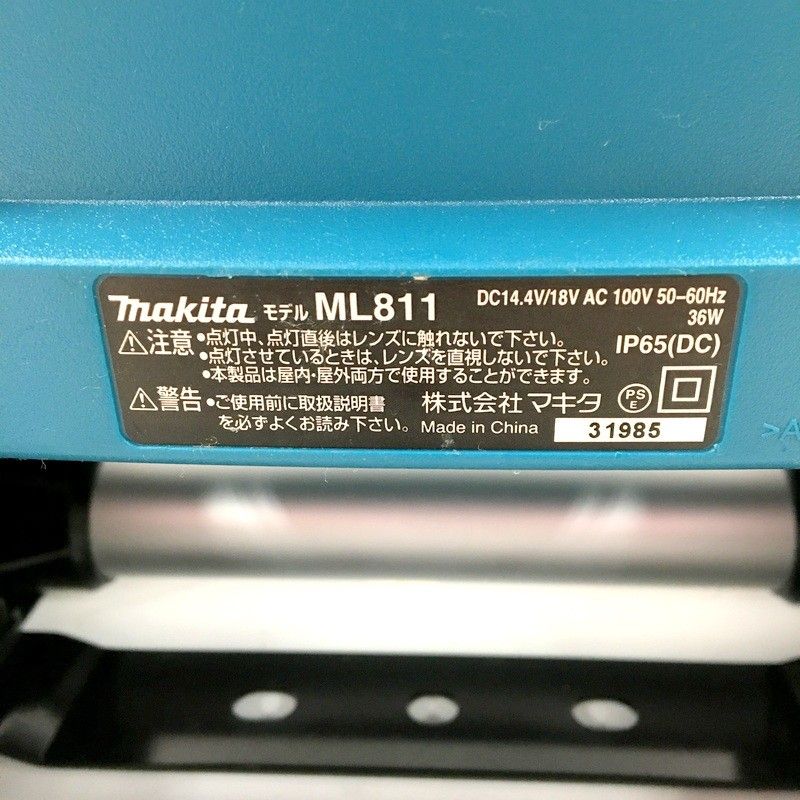 makita モデル ML811 DC14.4V/18V AC 100V 50-60Hz
36W
⚠注意 •点灯中、点灯直後はレンズに触れないで下さい。
IP65(DC)
•点灯させているときは、レンズを直視しないで下さい。
•本製品は屋内・屋外両方で使用することができます。
⚠警告 •ご使用前に取扱説明書
を必ずよくお読み下さい。
株式会社 マキタ
PS
E
Made in China 31985
>A